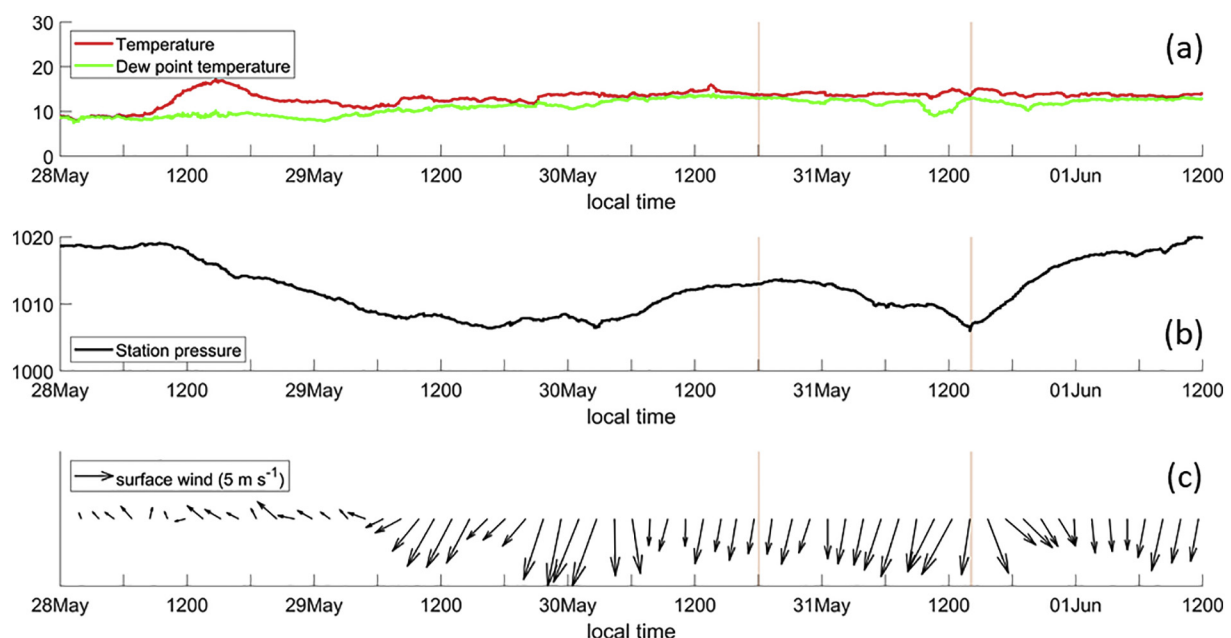 30
20
10
0
Temperature
Dew point temperature
(a)
28May 1200 29May 1200 30May 1200 31May 1200 01Jun 1200
local time
1020
1010
1000
Station pressure
(b)
28May 1200 29May 1200 30May 1200 31May 1200 01Jun 1200
local time
surface wind (5 m s⁻¹)
(c)
28May 1200 29May 1200 30May 1200 31May 1200 01Jun 1200
local time